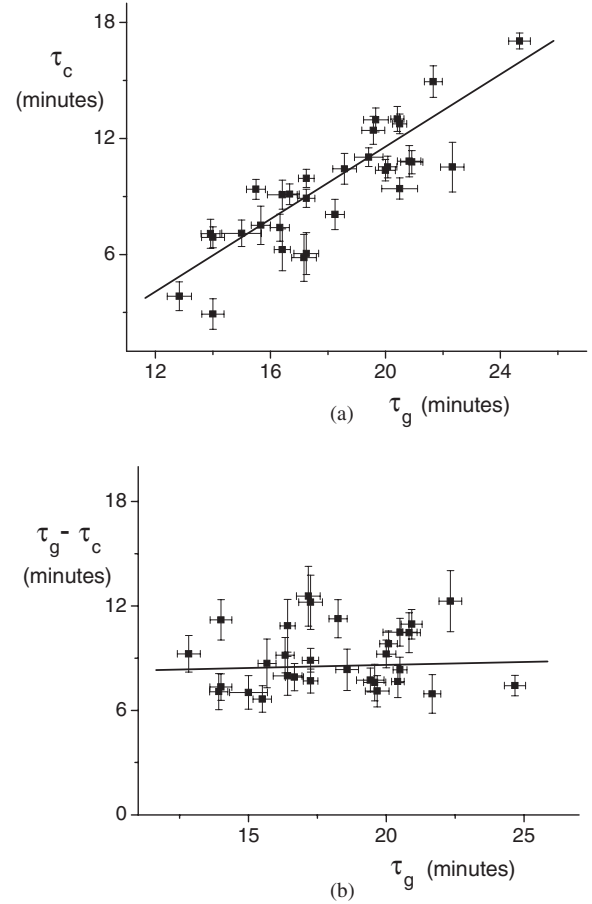 18
τc
(minutes)
12
6
12 16 20 24
τg (minutes)
(a)
18
τg - τc
(minutes)
12
6
0
15 20 25
τg (minutes)
(b)